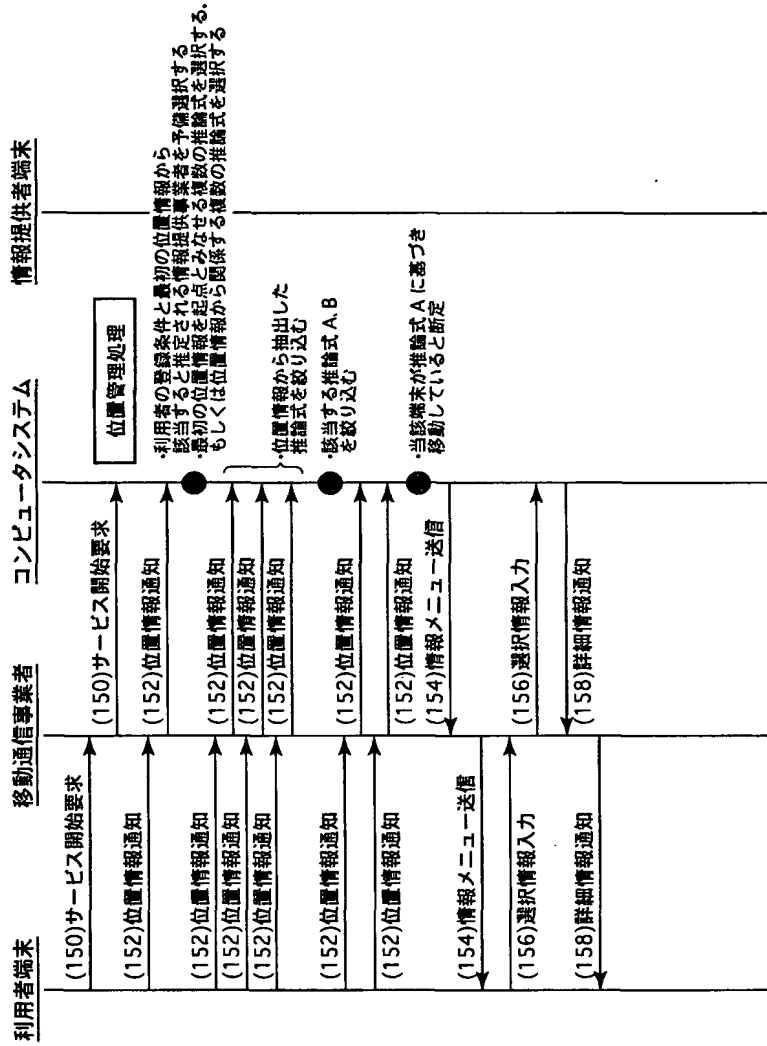 利用者端末
移動通信事業者
コンピュータシステム
情報提供者端末
(150)サービス開始要求
(150)サービス開始要求
位置管理処理
(152)位置情報通知
(152)位置情報通知
・利用者の登録条件と最初の位置情報から
該当すると推定される情報提供事業者を予備選択する
・最初の位置情報を起点とみなせる複数の推論式を選択する.
もしくは位置情報から関係する複数の推論式を選択する
(152)位置情報通知
(152)位置情報通知
(152)位置情報通知
(152)位置情報通知
(152)位置情報通知
(152)位置情報通知
・位置情報から抽出した
推論式を絞り込む
・該当する推論式 A, B
を絞り込む
(152)位置情報通知
(152)位置情報通知
(152)位置情報通知
(152)位置情報通知
・当該端末が推論式 A に基づき
移動していると断定
(154)情報メニュー送信
(154)情報メニュー送信
(156)選択情報入力
(156)選択情報入力
(158)詳細情報通知
(158)詳細情報通知